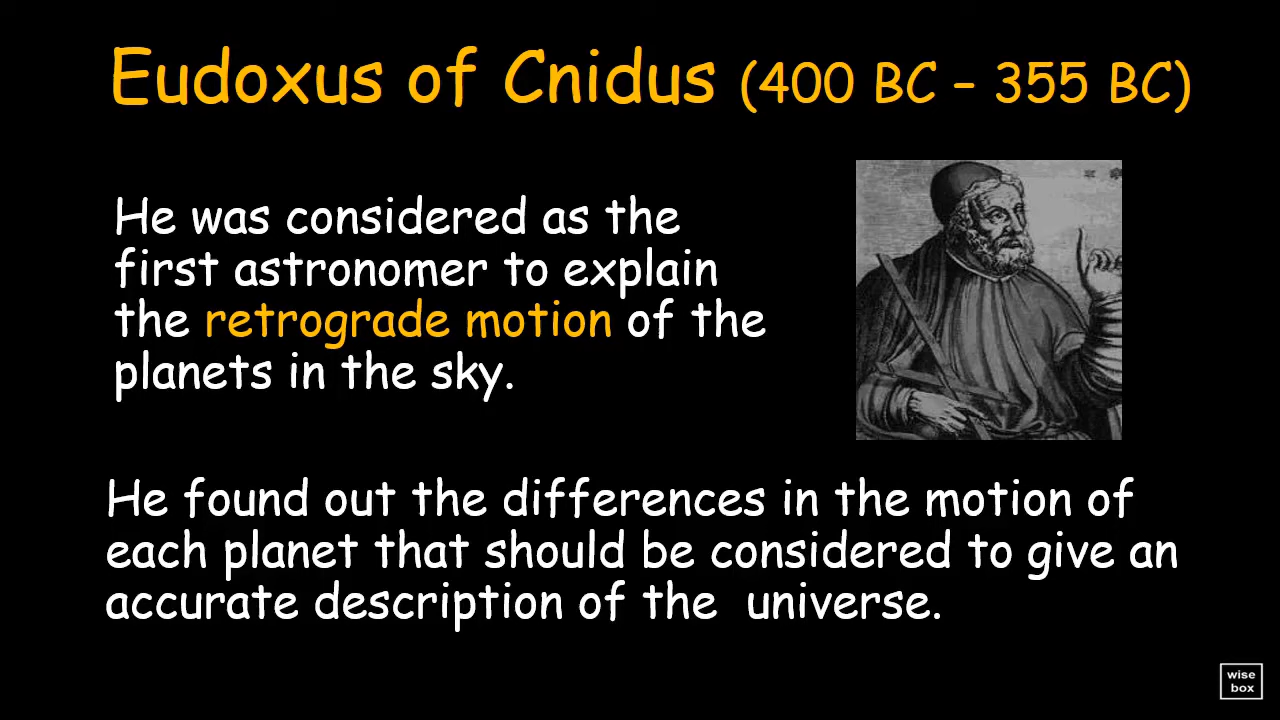 Eudoxus of Cnidus (400 BC – 355 BC)
He was considered as the
first astronomer to explain
the retrograde motion of the
planets in the sky.
He found out the differences in the motion of
each planet that should be considered to give an
accurate description of the  universe.
wise
box